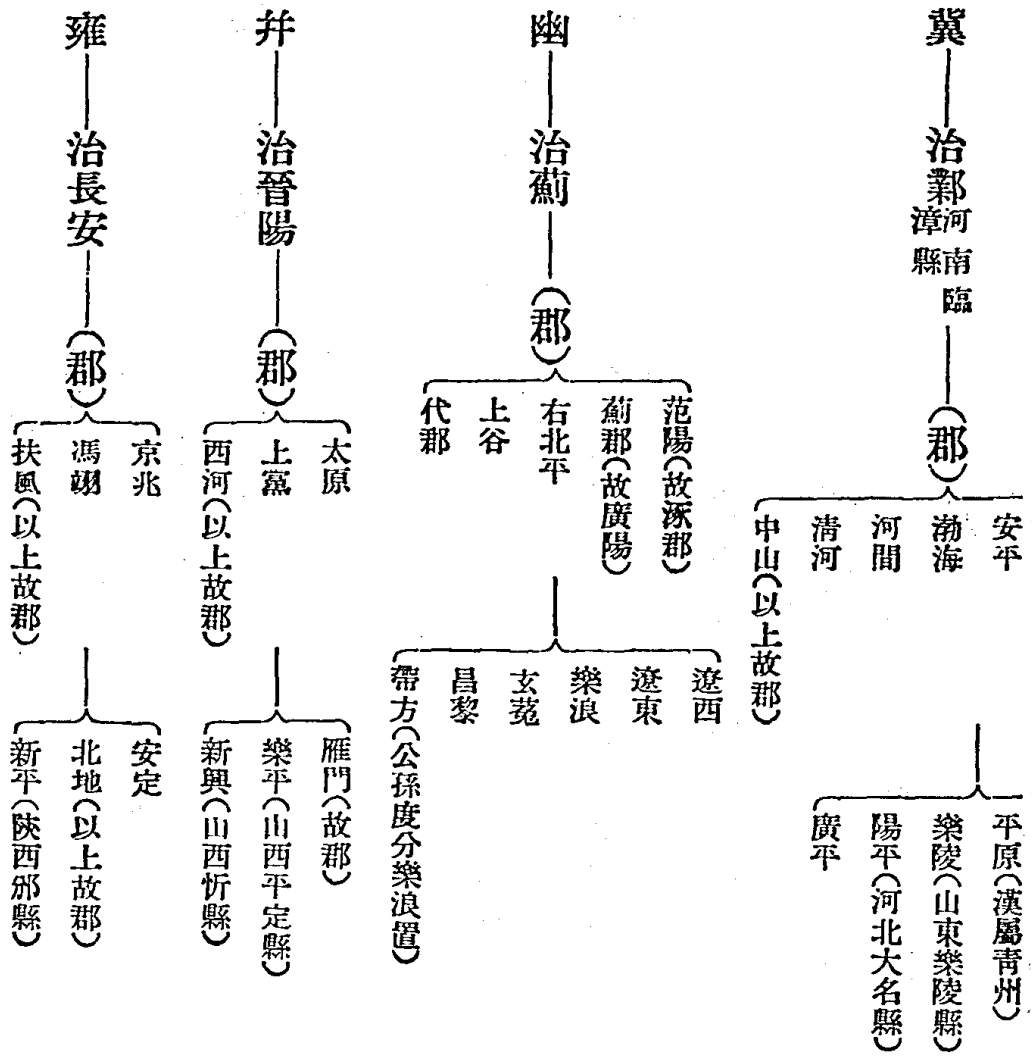 冀
治鄴
河南臨
漳縣
(郡)
安平
渤海
河間
清河
中山(以上故郡)
平原(漢屬青州)
樂陵(山東樂陵縣)
陽平(河北大名縣)
廣平
幽
治薊
(郡)
范陽(故涿郡)
薊郡(故廣陽)
右北平
上谷
代郡
遼西
遼東
樂浪
玄菟
昌黎
帶方(公孫度分樂浪置)
幷
治晉陽
(郡)
太原
上黨
西河(以上故郡)
雁門(故郡)
樂平(山西平定縣)
新興(山西忻縣)
雍
治長安
(郡)
京兆
馮翊
扶風(以上故郡)
安定
北地(以上故郡)
新平(陝西邠縣)